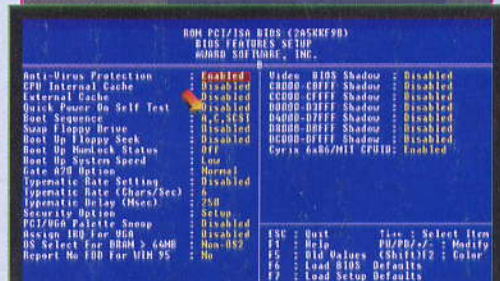 ROM PCI/ISA BIOS (2A5KKF9B)
BIOS FEATURES SETUP
AWARD SOFTWARE, INC.
Anti-Virus Protection : Enabled
CPU Internal Cache : Disabled
External Cache : Disabled
Quick Power On Self Test : Disabled
Boot Sequence : A,C,SCSI
Swap Floppy Drive : Disabled
Boot Up Floppy Seek : Disabled
Boot Up NumLock Status : Off
Boot Up System Speed : Low
Gate A20 Option : Normal
Typematic Rate Setting : Disabled
Typematic Rate (Chars/Sec) : 6
Typematic Delay (Msec) : 250
Security Option : Setup
PCI/VGA Palette Snoop : Disabled
Assign IRQ For VGA : Disabled
OS Select For DRAM > 64MB : Non-OS2
Report No FDD For WIN 95 : No
Video BIOS Shadow : Disabled
C8000-CBFFF Shadow : Disabled
CC000-CFFFF Shadow : Disabled
D0000-D3FFF Shadow : Disabled
D4000-D7FFF Shadow : Disabled
D8000-DBFFF Shadow : Disabled
DC000-DFFFF Shadow : Disabled
Cyrix 6x86/MII CPUID: Enabled
ESC : Quit ↑↓→← : Select Item
F1 : Help PU/PD/+/- : Modify
F5 : Old Values (Shift)F2 : Color
F6 : Load BIOS Defaults
F7 : Load Setup Defaults